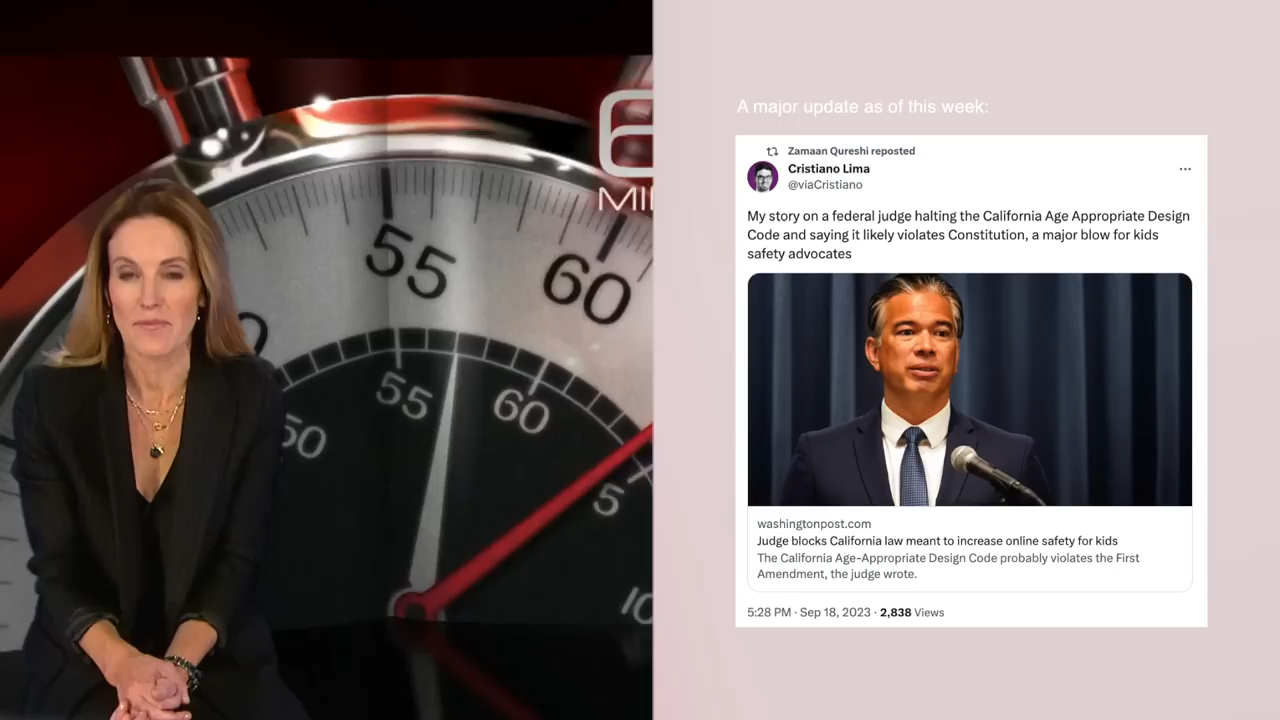 6
MIN
55
60
55
60
50
5
10
A major update as of this week:
Zamaan Qureshi reposted
Cristiano Lima
@viaCristiano
My story on a federal judge halting the California Age Appropriate Design
Code and saying it likely violates Constitution, a major blow for kids
safety advocates
washingtonpost.com
Judge blocks California law meant to increase online safety for kids
The California Age-Appropriate Design Code probably violates the First
Amendment, the judge wrote.
5:28 PM · Sep 18, 2023 · 2,838 Views